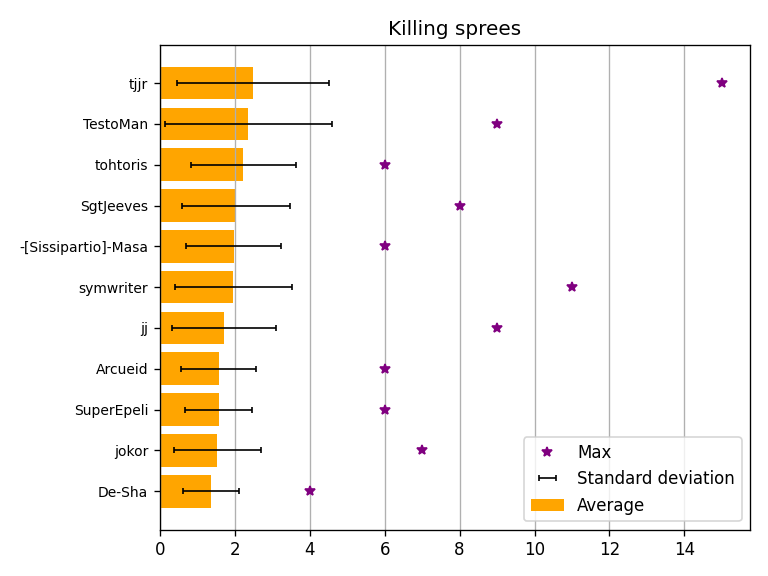 Killing sprees
tjjr
TestoMan
tohtoris
SgtJeeves
-[Sissipartio]-Masa
symwriter
jj
Arcueid
SuperEpeli
jokor
De-Sha
Max
Standard deviation
Average
0 2 4 6 8 10 12 14